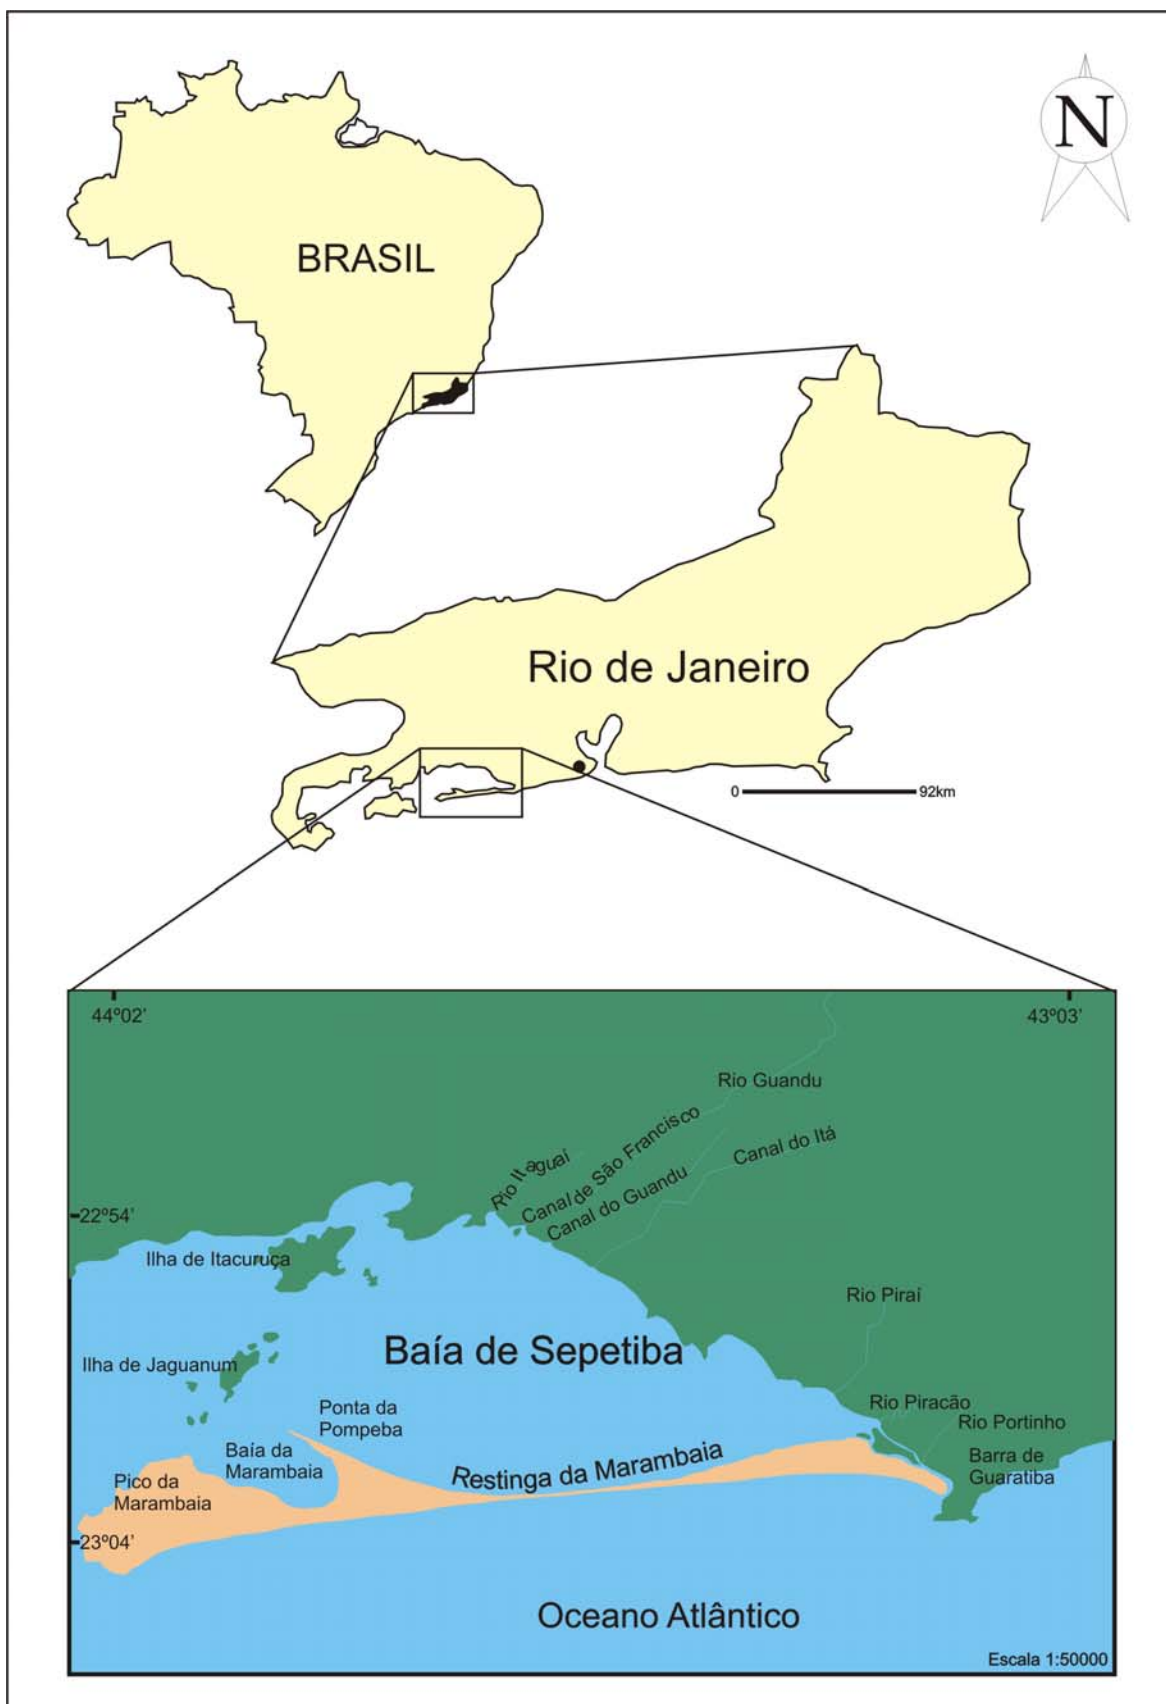 N
BRASIL
Rio de Janeiro
0 92km
44º02’ 43º03’
Rio Guandu
Canal do Itá
Rio Itaguaí
Canal de São Francisco
Canal do Guandu
22º54’
Ilha de Itacuruça
Rio Piraí
Baía de Sepetiba
Ilha de Jaguanum
Ponta da
Pompeba
Rio Piracão
Rio Portinho
Baía da
Marambaia
Restinga da Marambaia
Barra de
Guaratiba
Pico da
Marambaia
23º04’
Oceano Atlântico
Escala 1:50000